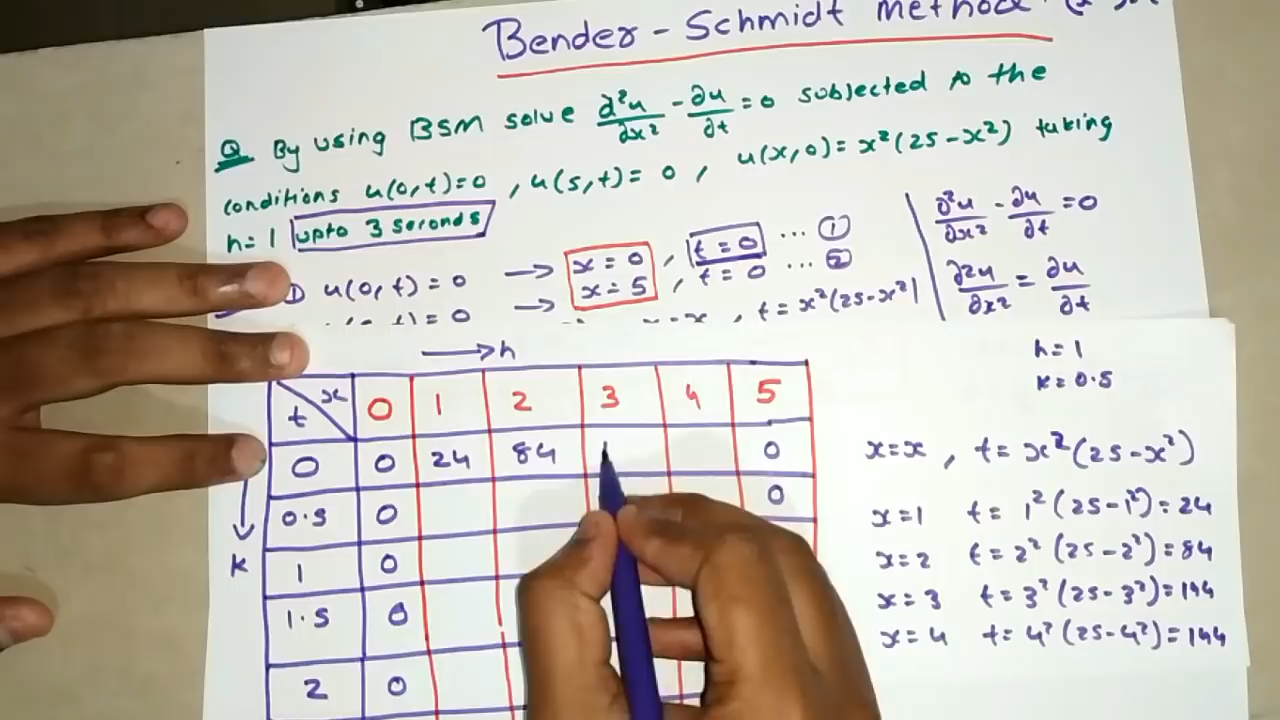 Bender - Schmidt Method
Q By using BSM solve ∂²u/∂x² - ∂u/∂t = 0 subjected to the
conditions u(0,t)=0 , u(5,t)=0 , u(x,0)=x²(25-x²) taking
h=1 upto 3 seconds
① u(0,t)=0 → x=0 , t=0 ... ①
→ x=5 , t=0 ... ②
t=x²(25-x²)
∂²u/∂x² - ∂u/∂t = 0
∂2u/∂x² = ∂u/∂t
→h
h=1
k=0.5
t x 0 1 2 3 4 5
0 0 24 84 0
0.5 0 0
1 0
1.5 0
2 0
k
x=x , t=x²(25-x²)
x=1 t=1²(25-1²)=24
x=2 t=2²(25-2²)=84
x=3 t=3²(25-3²)=144
x=4 t=4²(25-4²)=144